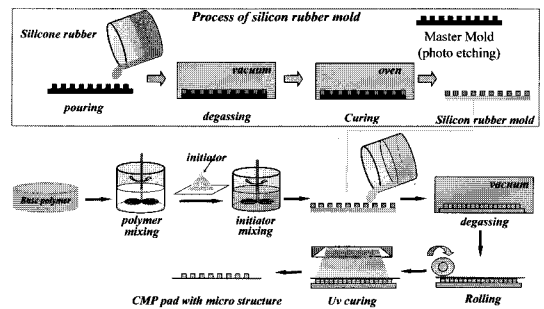 Process of silicon rubber mold
Silicone rubber
Master Mold
(photo etching)
vacuum
oven
pouring
degassing
Curing
Silicon rubber mold
initiator
Base polymer
vacuum
polymer
mixing
initiator
mixing
degassing
CMP pad with micro structure
Uv curing
Rolling